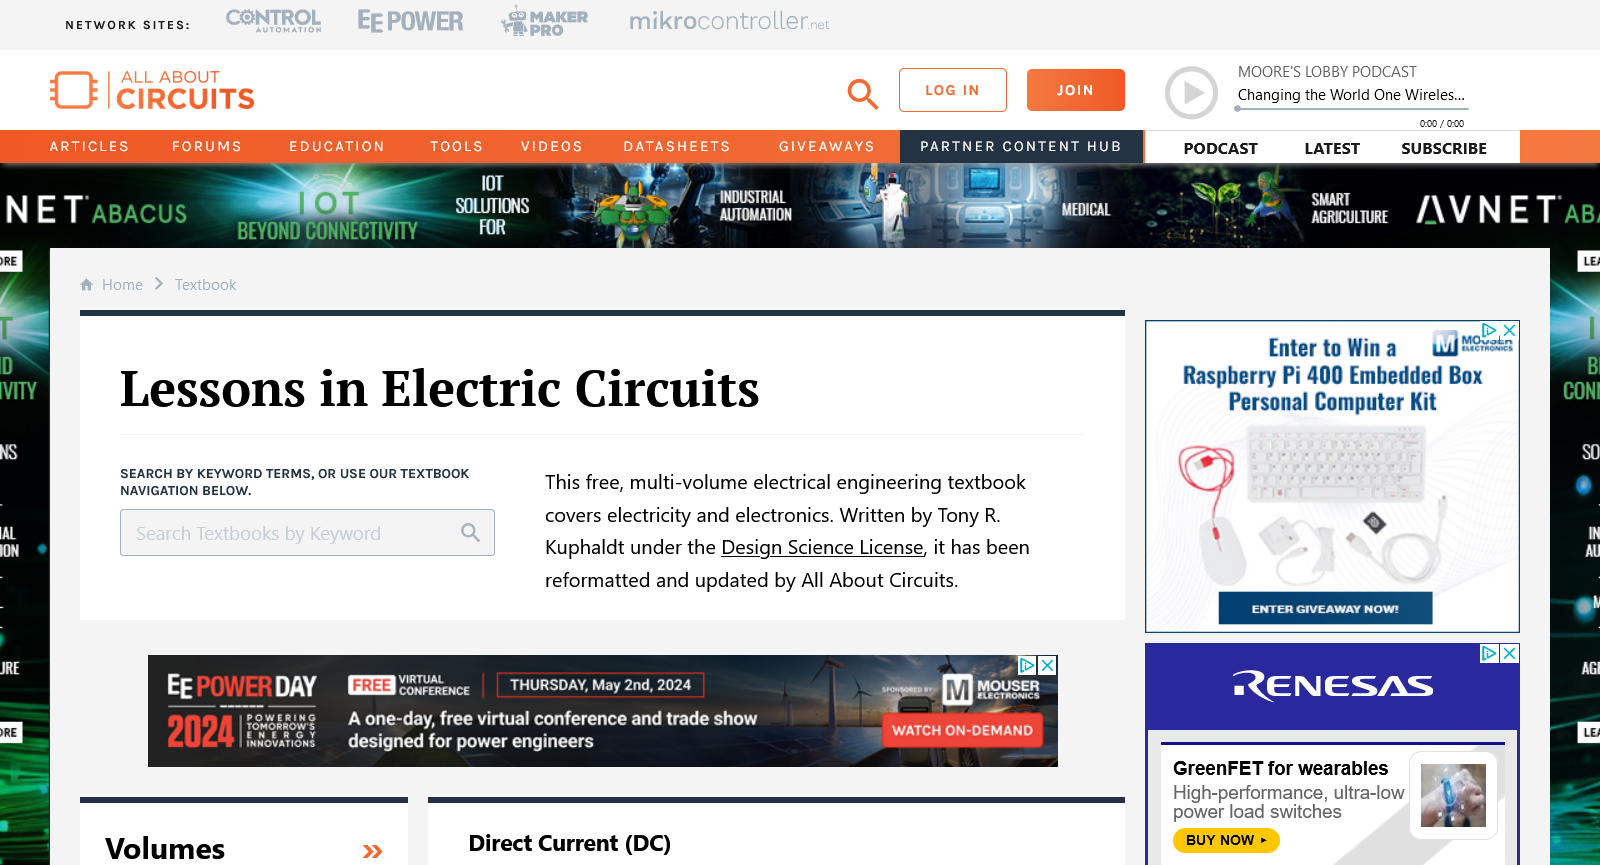 NETWORK SITES:
CONTROL
AUTOMATION
EE POWER
MAKER
PRO
mikrocontroller.net
ALL ABOUT
CIRCUITS
LOG IN
JOIN
MOORE'S LOBBY PODCAST
Changing the World One Wireles...
0:00 / 0:00
ARTICLES
FORUMS
EDUCATION
TOOLS
VIDEOS
DATASHEETS
GIVEAWAYS
PARTNER CONTENT HUB
PODCAST
LATEST
SUBSCRIBE
NET ABACUS
IOT
BEYOND CONNECTIVITY
IOT
SOLUTIONS
FOR
INDUSTRIAL
AUTOMATION
MEDICAL
SMART
AGRICULTURE
AVNET ABA
Home
Textbook
Lessons in Electric Circuits
SEARCH BY KEYWORD TERMS, OR USE OUR TEXTBOOK
NAVIGATION BELOW.
Search Textbooks by Keyword
This free, multi-volume electrical engineering textbook
covers electricity and electronics. Written by Tony R.
Kuphaldt under the Design Science License, it has been
reformatted and updated by All About Circuits.
Enter to Win a
Raspberry Pi 400 Embedded Box
Personal Computer Kit
MOUSER
ELECTRONICS
ENTER GIVEAWAY NOW!
EE POWER DAY
2024
POWERING
TOMORROW'S
ENERGY
INNOVATIONS
FREE VIRTUAL
CONFERENCE
THURSDAY, May 2nd, 2024
A one-day, free virtual conference and trade show
designed for power engineers
SPONSORED BY
MOUSER
ELECTRONICS
WATCH ON-DEMAND
RENESAS
GreenFET for wearables
High-performance, ultra-low
power load switches
BUY NOW
Volumes
Direct Current (DC)